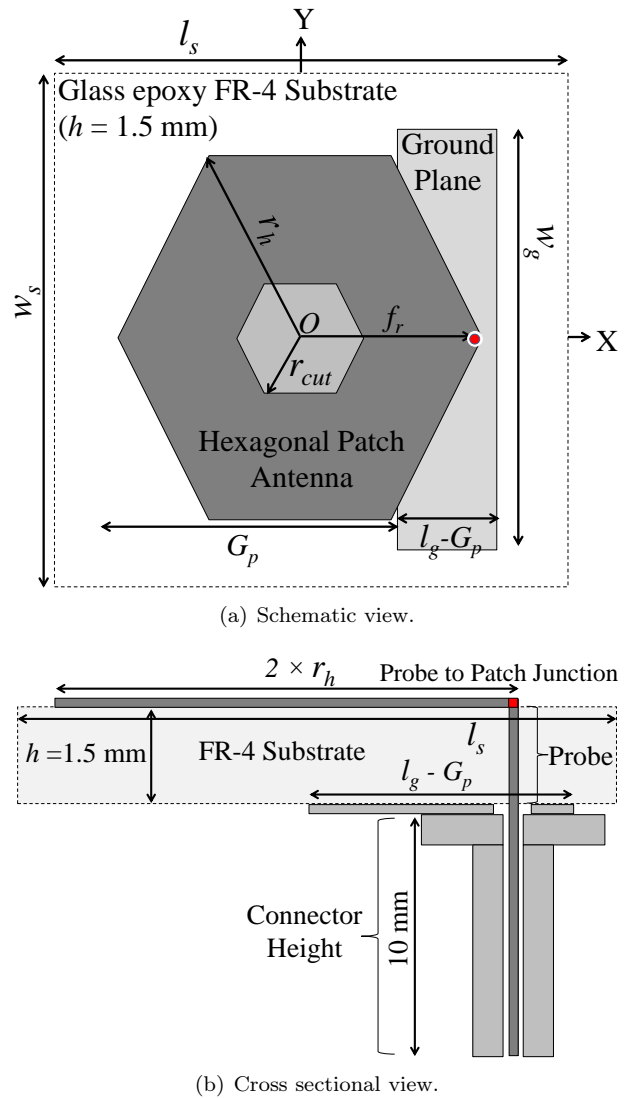 Y
l_s
Glass epoxy FR-4 Substrate
(h = 1.5 mm)
Ground
Plane
r_h
w_g
w_s
O
f_r
X
r_cut
Hexagonal Patch
Antenna
G_p
l_g-G_p
(a) Schematic view.
2 × r_h
Probe to Patch Junction
h =1.5 mm
FR-4 Substrate
l_s
Probe
l_g - G_p
Connector
Height
10 mm
(b) Cross sectional view.